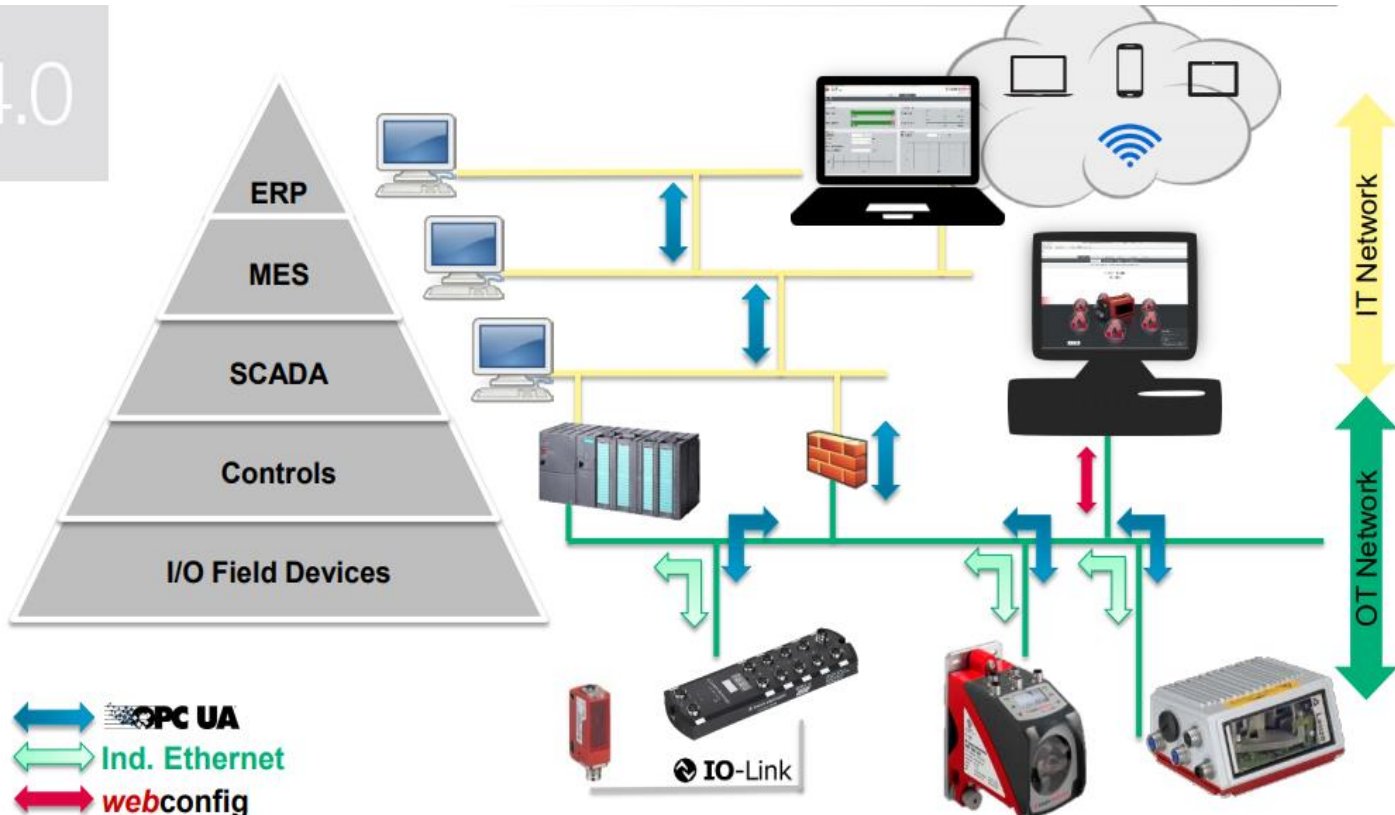 4.0
ERP
MES
SCADA
Controls
I/O Field Devices
IT Network
OT Network
OPC UA
Ind. Ethernet
webconfig
IO-Link